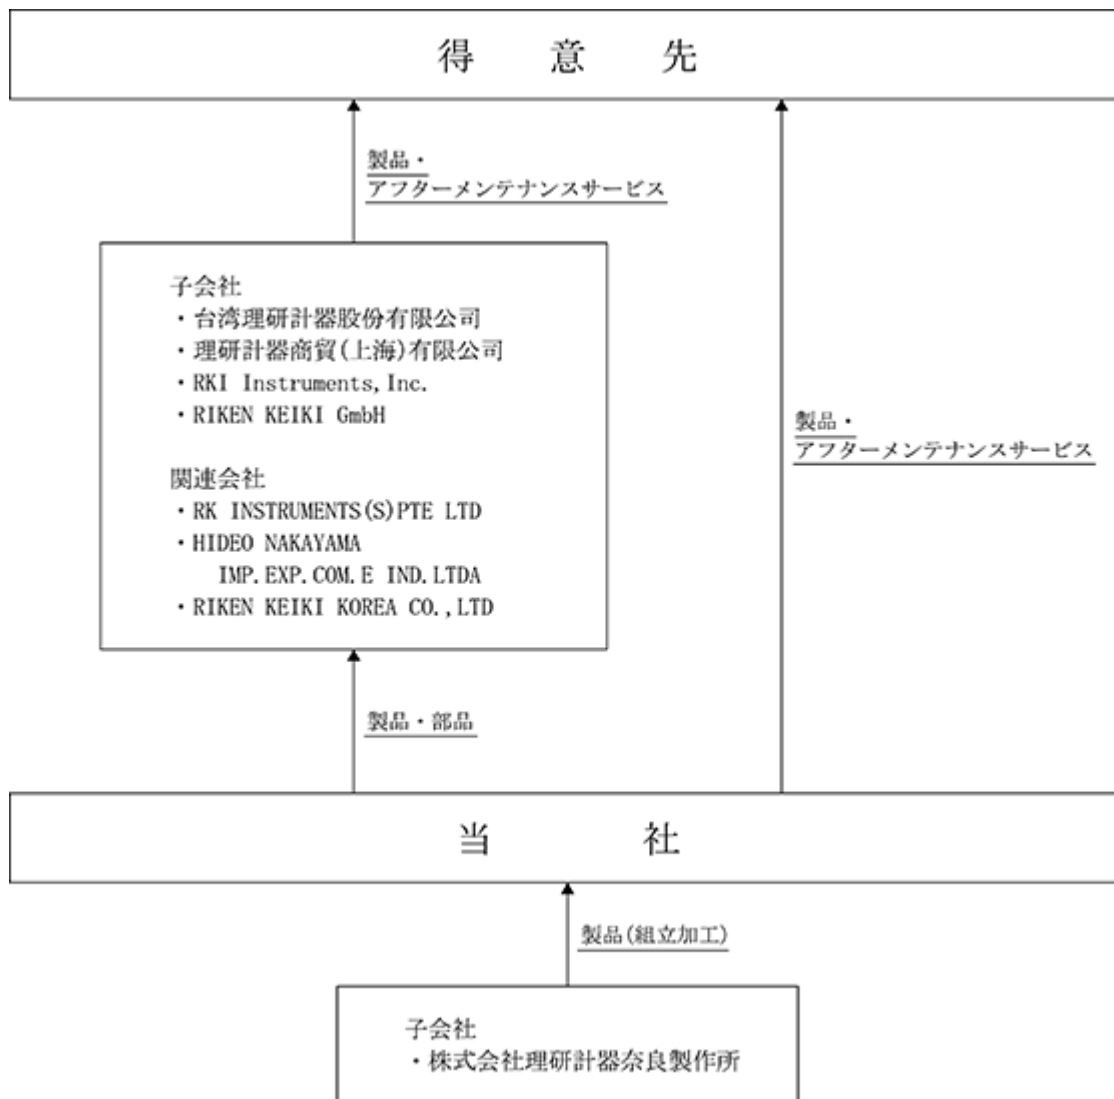 得意先
製品・
アフターメンテナンスサービス
子会社
・台湾理研計器股份有限公司
・理研計器商貿(上海)有限公司
・RKI Instruments,Inc.
・RIKEN KEIKI GmbH
関連会社
・RK INSTRUMENTS(S)PTE LTD
・HIDEO NAKAYAMA
IMP.EXP.COM.E IND.LTDA
・RIKEN KEIKI KOREA CO.,LTD
製品・
アフターメンテナンスサービス
製品・部品
当社
製品(組立加工)
子会社
・株式会社理研計器奈良製作所